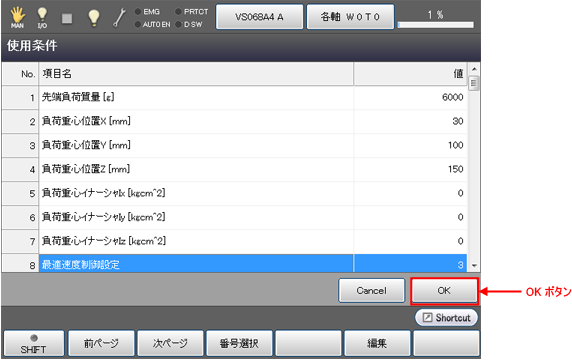 MAN
I/O
EMG
PRTCT
AUTO EN
D SW
VS068A4 A
各軸 W 0 T 0
1 %
使用条件
No. 項目名 値
1 先端負荷質量 [g] 6000
2 負荷重心位置X [mm] 30
3 負荷重心位置Y [mm] 100
4 負荷重心位置Z [mm] 150
5 負荷重心イナーシャIx [kgcm^2] 0
6 負荷重心イナーシャIy [kgcm^2] 0
7 負荷重心イナーシャIz [kgcm^2] 0
8 最適速度制御設定 3
Cancel
OK
OK ボタン
Shortcut
SHIFT
前ページ
次ページ
番号選択
編集